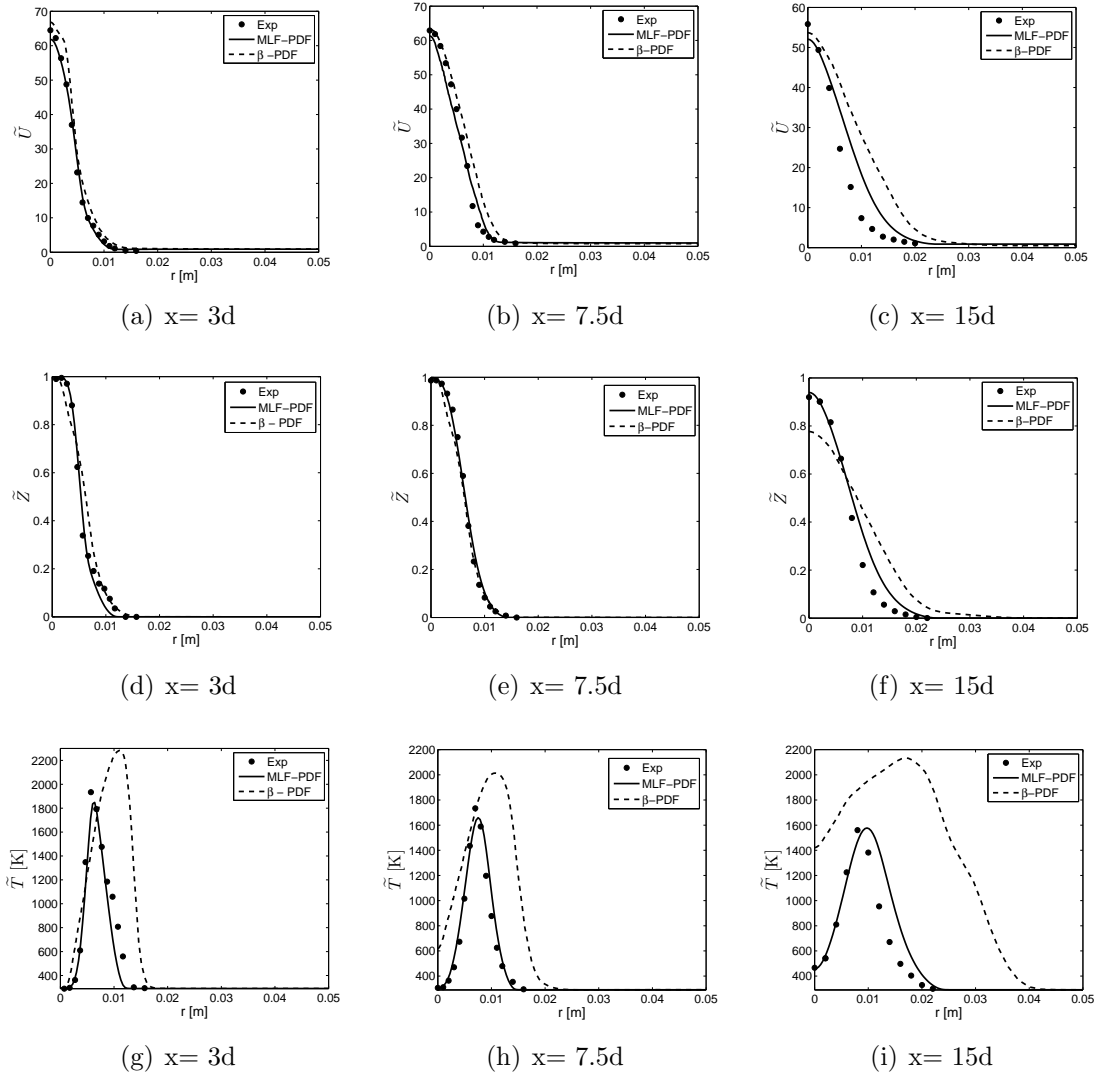 70
60
50
40
30
20
10
0
Ũ
0 0.01 0.02 0.03 0.04 0.05
r [m]
Exp
MLF-PDF
β -PDF
(a) x= 3d
70
60
50
40
30
20
10
0
Ũ
0 0.01 0.02 0.03 0.04 0.05
r [m]
Exp
MLF-PDF
β-PDF
(b) x= 7.5d
60
50
40
30
20
10
0
Ũ
0 0.01 0.02 0.03 0.04 0.05
r [m]
Exp
MLF-PDF
β-PDF
(c) x= 15d
1
0.8
0.6
0.4
0.2
0
Z̃
0 0.01 0.02 0.03 0.04 0.05
r [m]
Exp
MLF-PDF
β - PDF
(d) x= 3d
1
0.8
0.6
0.4
0.2
0
Z̃
0 0.01 0.02 0.03 0.04 0.05
r [m]
Exp
MLF-PDF
β-PDF
(e) x= 7.5d
1
0.8
0.6
0.4
0.2
0
Z̃
0 0.01 0.02 0.03 0.04 0.05
r [m]
Exp
MLF-PDF
β-PDF
(f) x= 15d
2200
2000
1800
1600
1400
1200
1000
800
600
400
T̃ [K]
0 0.01 0.02 0.03 0.04 0.05
r [m]
Exp
MLF-PDF
β - PDF
(g) x= 3d
2200
2000
1800
1600
1400
1200
1000
800
600
400
T̃ [K]
0 0.01 0.02 0.03 0.04 0.05
r [m]
Exp
MLF-PDF
β-PDF
(h) x= 7.5d
2200
2000
1800
1600
1400
1200
1000
800
600
400
T̃ [K]
0 0.01 0.02 0.03 0.04 0.05
r [m]
Exp
MLF-PDF
β-PDF
(i) x= 15d